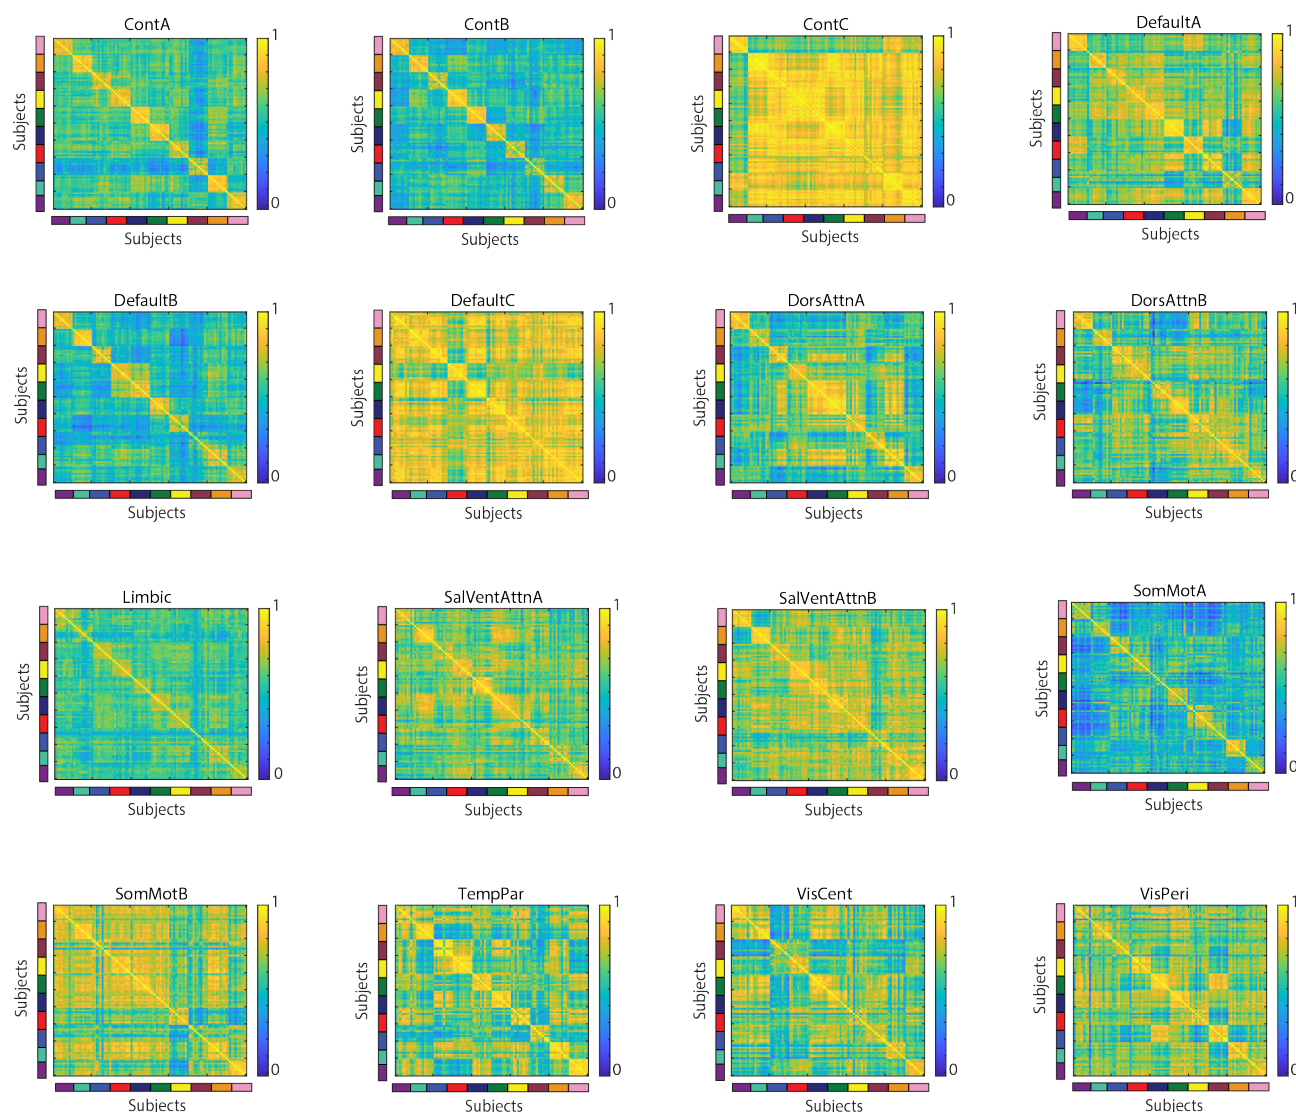 ContA
1
Subjects
0
Subjects
ContB
1
Subjects
0
Subjects
ContC
1
Subjects
0
Subjects
DefaultA
1
Subjects
0
Subjects
DefaultB
1
Subjects
0
Subjects
DefaultC
1
Subjects
0
Subjects
DorsAttnA
1
Subjects
0
Subjects
DorsAttnB
1
Subjects
0
Subjects
Limbic
1
Subjects
0
Subjects
SalVentAttnA
1
Subjects
0
Subjects
SalVentAttnB
1
Subjects
0
Subjects
SomMotA
1
Subjects
0
Subjects
SomMotB
1
Subjects
0
Subjects
TempPar
1
Subjects
0
Subjects
VisCent
1
Subjects
0
Subjects
VisPeri
1
Subjects
0
Subjects